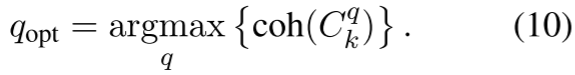 q_opt = argmax_q {coh(C_k^q)}. (10)